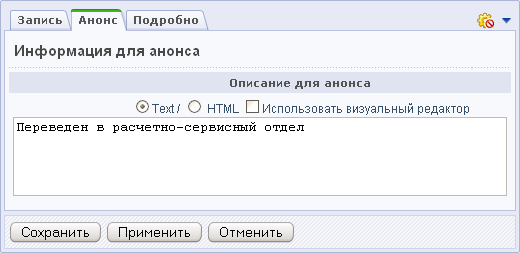 Запись Анонс Подробно
Информация для анонса
Описание для анонса
Text / HTML Использовать визуальный редактор
Переведен в расчетно-сервисный отдел
Сохранить Применить Отменить